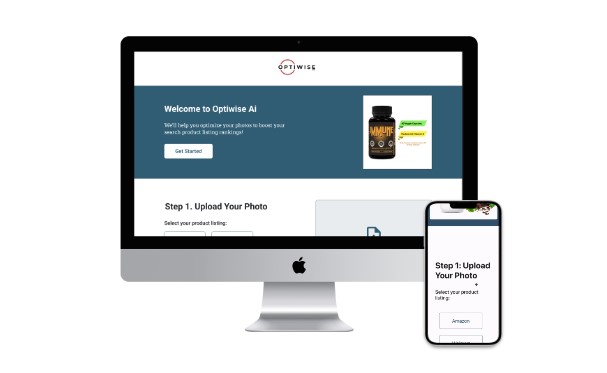 OPTIWISE
Welcome to Optiwise Ai
We'll help you optimise your photos to boost your
search product listing rankings!
Get Started
IMMUNE
Step 1. Upload Your Photo
Select your product listing:
Step 1: Upload
Your Photo
Select your product
listing:
Amazon